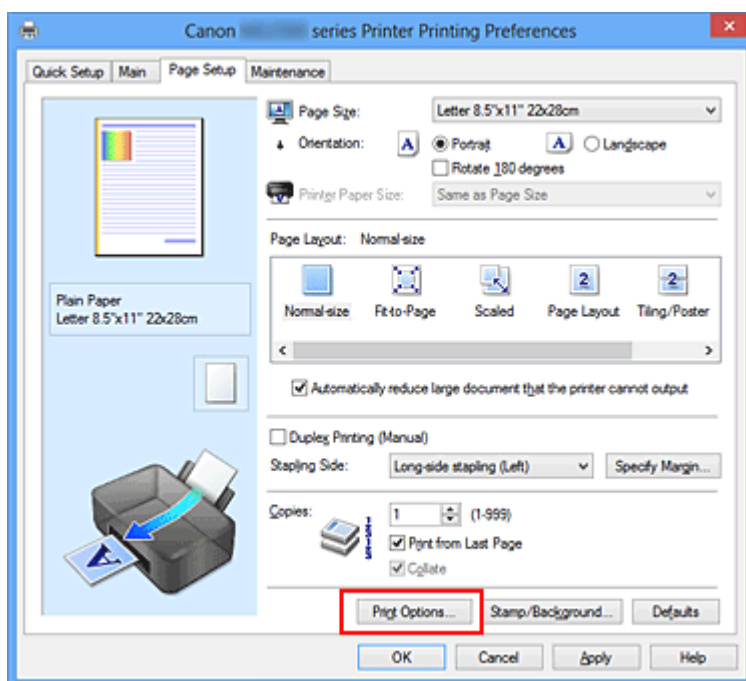 Canon series Printer Printing Preferences
Quick Setup Main Page Setup Maintenance
Page Size: Letter 8.5"x11" 22x28cm
Orientation: A Portrait A Landscape
Rotate 180 degrees
Printer Paper Size: Same as Page Size
Page Layout: Normal-size
2 2
Normal-size Fit-to-Page Scaled Page Layout Tiling/Poster
Plain Paper
Letter 8.5"x11" 22x28cm
Automatically reduce large document that the printer cannot output
Duplex Printing (Manual)
Stapling Side: Long-side stapling (Left) Specify Margin...
Copies: 1 (1-999)
Print from Last Page
Collate
A
Print Options... Stamp/Background... Defaults
OK Cancel Apply Help